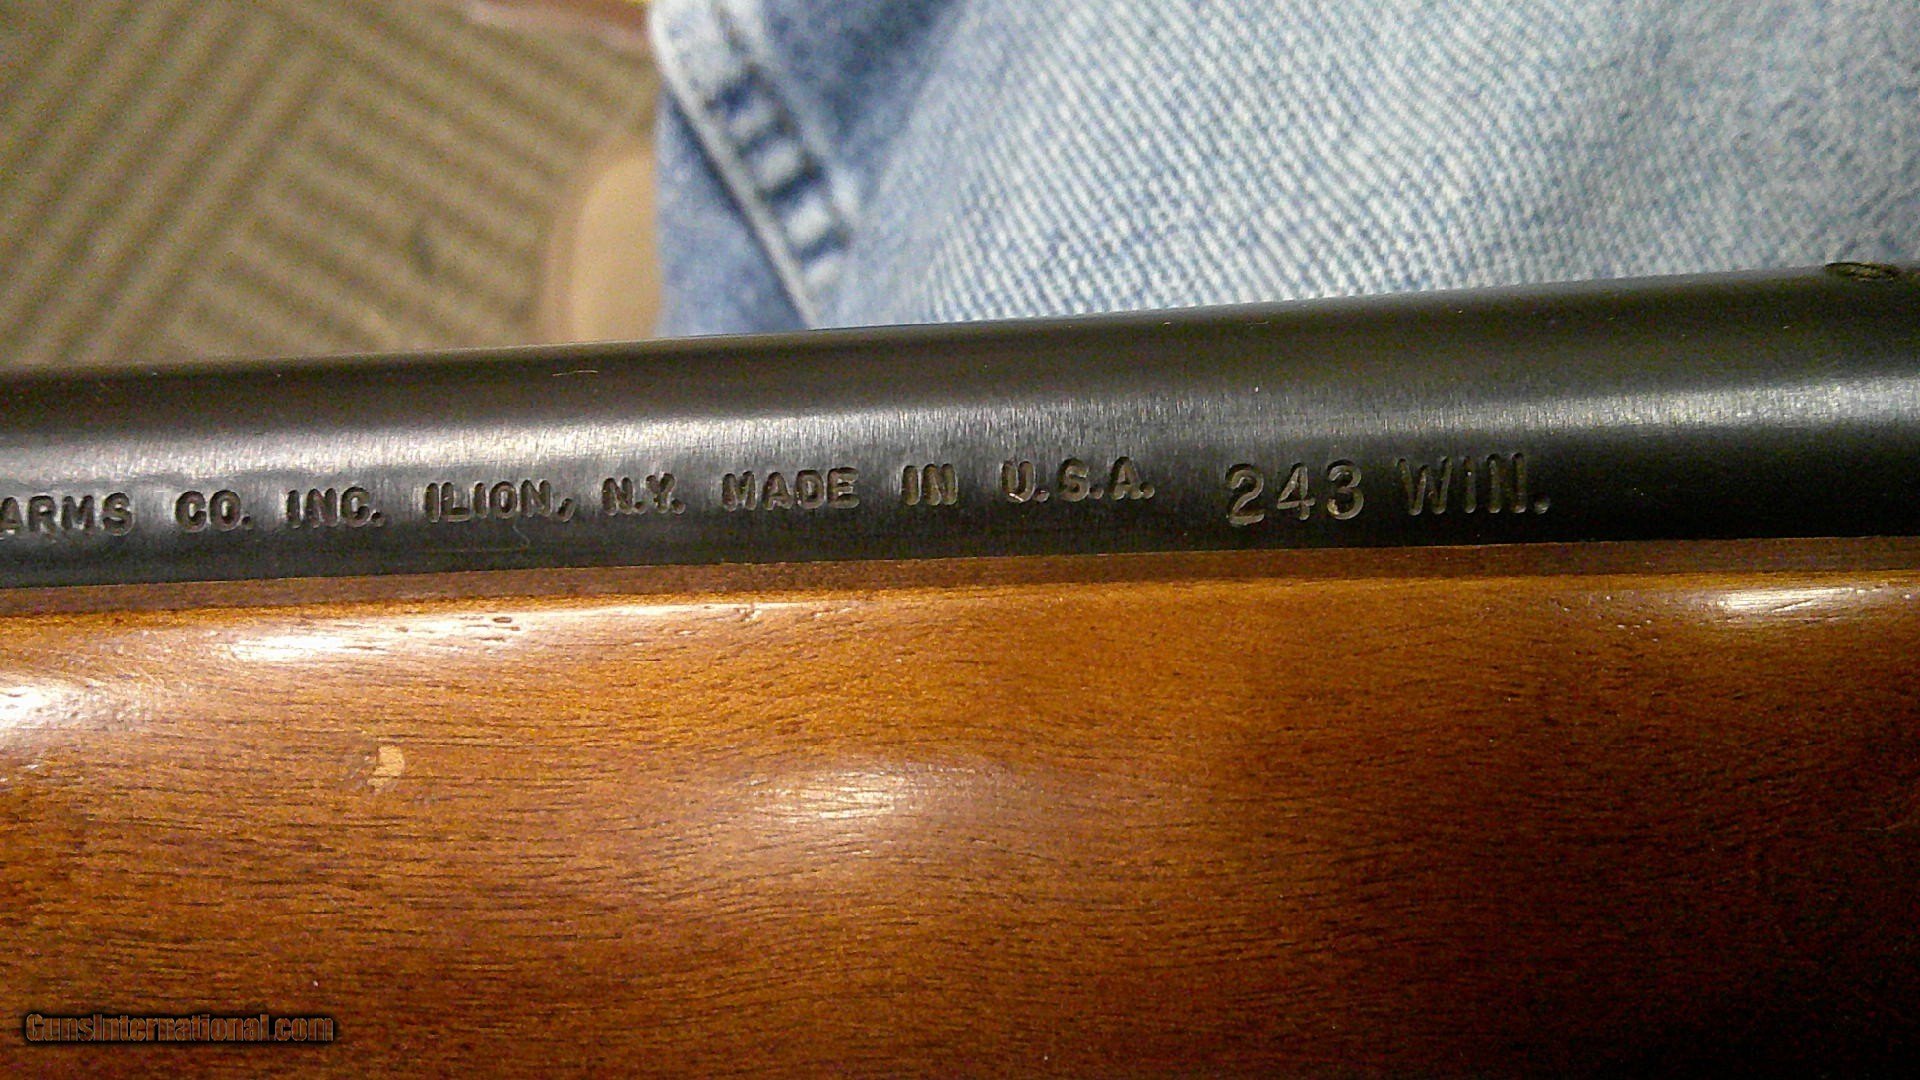 ARMS CO. INC. ILION, N.Y. MADE IN U.S.A. 243 WIN.
GunsInternational.com